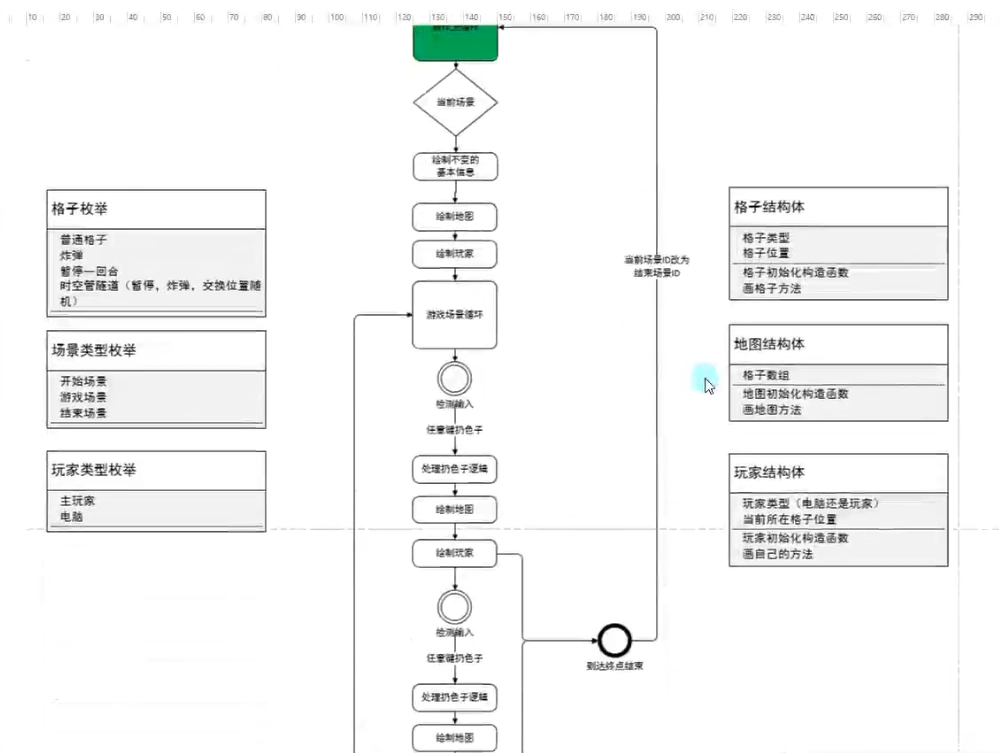 10 20 30 40 50 60 70 80 90 100 110 120 130 140 150 160 170 180 190 200 210 220 230 240 250 260 270 280 290
当前场景
绘制不变的
基本信息
绘制地图
绘制玩家
游戏场景循环
检测输入
任意键扔色子
处理扔色子逻辑
绘制地图
绘制玩家
检测输入
任意键扔色子
处理扔色子逻辑
绘制地图
格子枚举
普通格子
炸弹
暂停一回合
时空管隧道（暂停，炸弹，交换位置随
机）
场景类型枚举
开始场景
游戏场景
结束场景
玩家类型枚举
主玩家
电脑
当前场景ID改为
结束场景ID
到达终点结束
格子结构体
格子类型
格子位置
格子初始化构造函数
画格子方法
地图结构体
格子数组
地图初始化构造函数
画地图方法
玩家结构体
玩家类型（电脑还是玩家）
当前所在格子位置
玩家初始化构造函数
画自己的方法